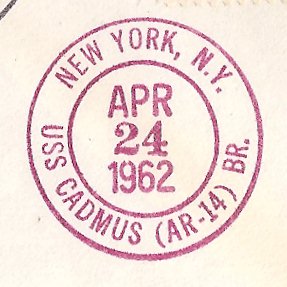 NEW YORK, N.Y.
APR
24
1962
USS CADMUS (AR-14) BR.